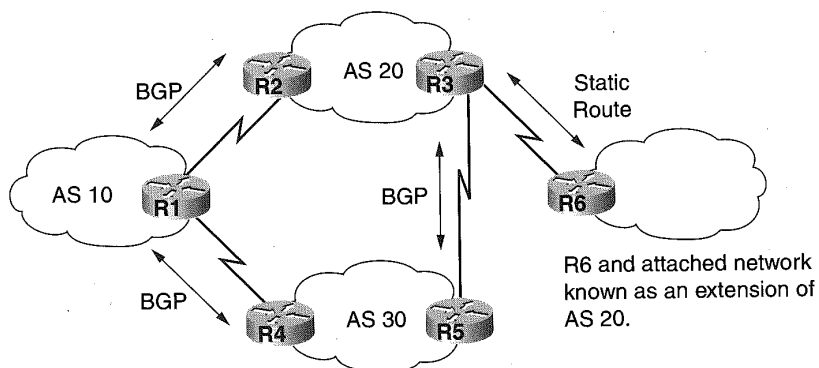 R2
AS 20
R3
BGP
Static
Route
AS 10
R1
BGP
R6
R6 and attached network
known as an extension of
AS 20.
BGP
R4
AS 30
R5